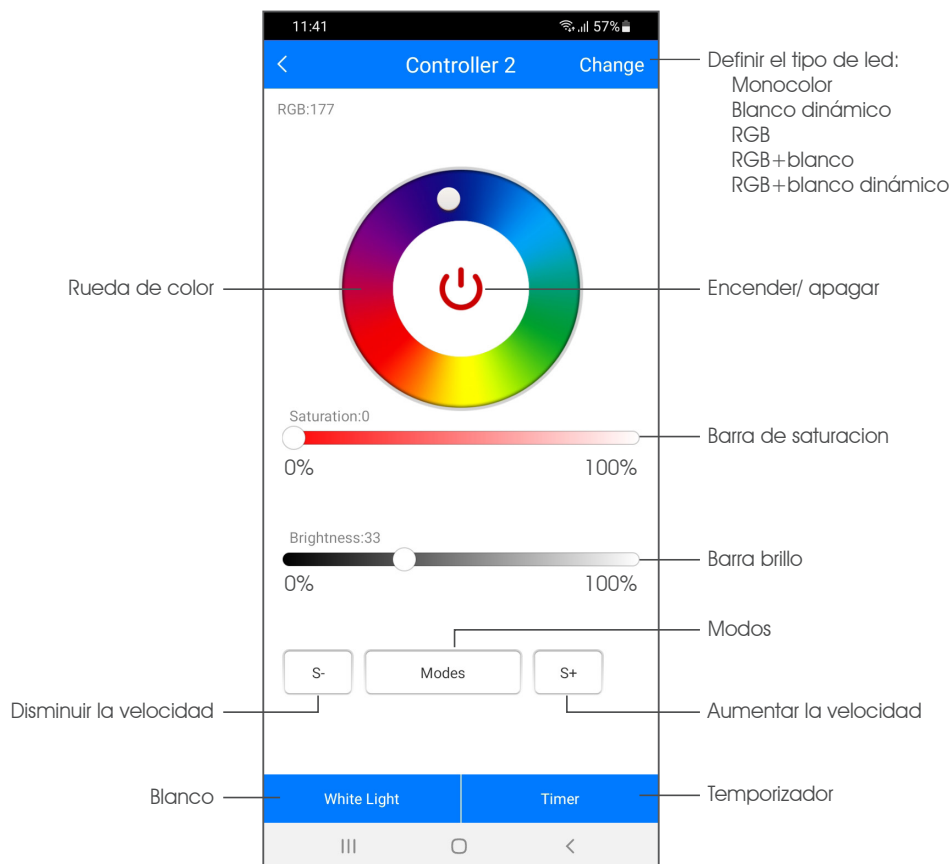 11:41
57%
Controller 2
Change
Definir el tipo de led:
Monocolor
Blanco dinámico
RGB
RGB+blanco
RGB+blanco dinámico
RGB:177
Rueda de color
Encender/ apagar
Saturation:0
Barra de saturacion
0%
100%
Brightness:33
Barra brillo
0%
100%
Modos
S-
Modes
S+
Disminuir la velocidad
Aumentar la velocidad
Blanco
White Light
Timer
Temporizador